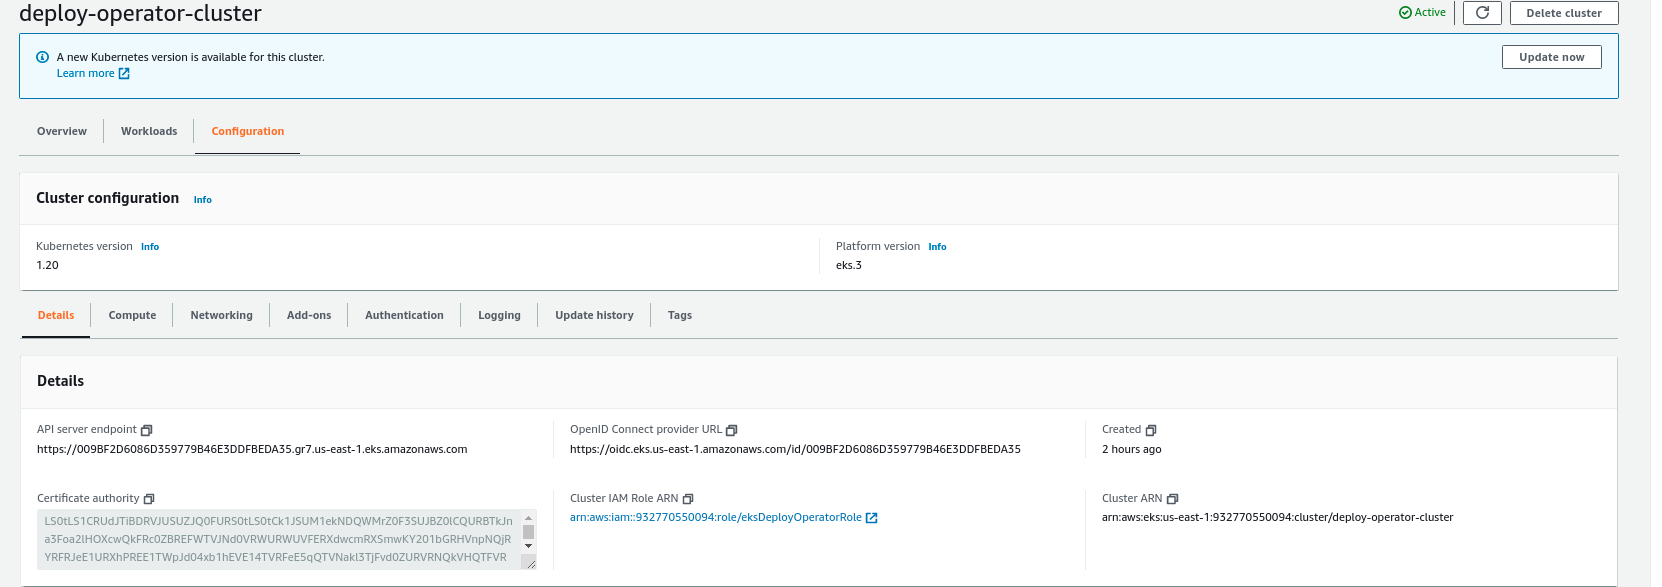 deploy-operator-cluster
Active
Delete cluster
A new Kubernetes version is available for this cluster.
Learn more
Update now
Overview
Workloads
Configuration
Cluster configuration Info
Kubernetes version Info
1.20
Platform version Info
eks.3
Details
Compute
Networking
Add-ons
Authentication
Logging
Update history
Tags
Details
API server endpoint
https://009BF2D6086D359779B46E3DDFBEDA35.gr7.us-east-1.eks.amazonaws.com
OpenID Connect provider URL
https://oidc.eks.us-east-1.amazonaws.com/id/009BF2D6086D359779B46E3DDFBEDA35
Created
2 hours ago
Certificate authority
Cluster IAM Role ARN
arn:aws:iam::932770550094:role/eksDeployOperatorRole
Cluster ARN
arn:aws:eks:us-east-1:932770550094:cluster/deploy-operator-cluster